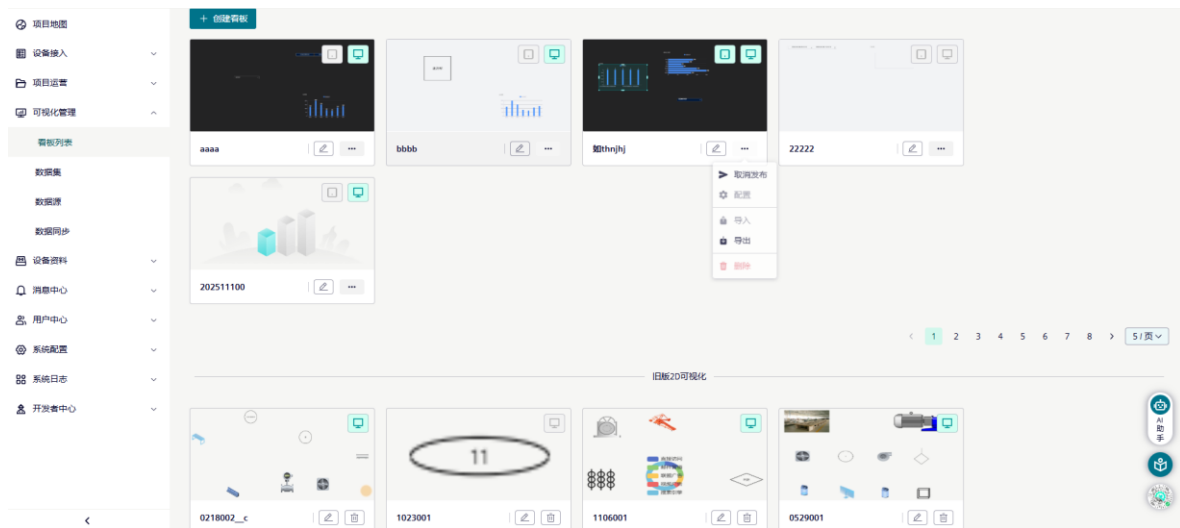 项目地图
设备接入
项目运营
可视化管理
看板列表
数据集
数据源
数据同步
设备资料
消息中心
用户中心
系统配置
系统日志
开发者中心
+ 创建看板
aaaa
bbbb
如thnjhj
22222
取消发布
配置
导入
导出
删除
202511100
1 2 3 4 5 6 7 8 5/页
旧版2D可视化
11
0218002__c
1023001
1106001
0529001
AI
助
手